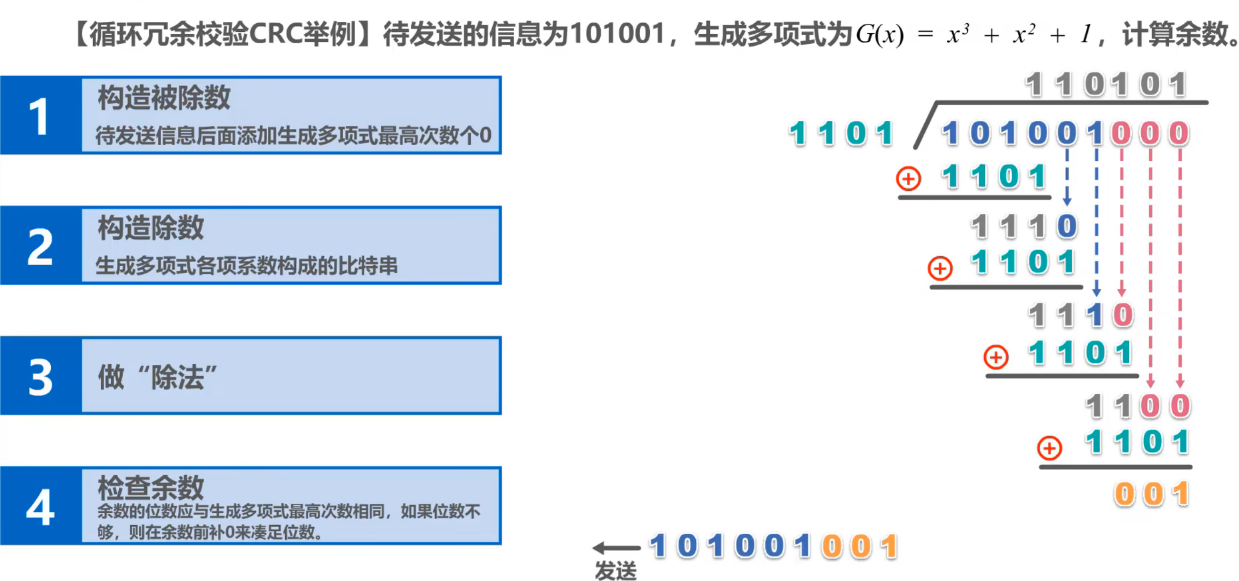 【循环冗余校验CRC举例】待发送的信息为101001，生成多项式为G(x) = x³ + x² + 1，计算余数。
1
构造被除数
待发送信息后面添加生成多项式最高次数个0
2
构造除数
生成多项式各项系数构成的比特串
3
做“除法”
4
检查余数
余数的位数应与生成多项式最高次数相同，如果位数不
够，则在余数前补0来凑足位数。
110101
1101 101001000
1101
1110
1101
1110
1101
1100
1101
001
101001001
发送